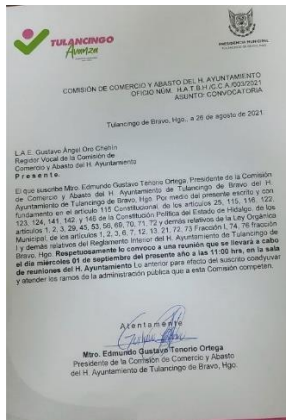 TULANCINGO
Avanza
PRESIDENCIA MUNICIPAL
COMISIÓN DE COMERCIO Y ABASTO DEL H. AYUNTAMIENTO
OFICIO NÚM. H.A.T.B.H./C.C.A./003/2021
ASUNTO: CONVOCATORIA
Tulancingo de Bravo, Hgo., a 26 de agosto de 2021
L.A.E. Gustavo Ángel Oro
Regidor Vocal de la Comisión de
Comercio y Abasto del H. Ayuntamiento
P r e s e n t e.
El que suscribe Mtro. Edmundo Gustavo Tenorio Ortega, Presidente de la Comisión
de Comercio y Abasto del H. Ayuntamiento de Tulancingo de Bravo del H.
Ayuntamiento de Tulancingo de Bravo, Hgo. Por medio del presente escrito y con
fundamento en el artículo 115 Constitucional, de los artículos 25, 115, 116, 122,
123, 124, 141, 142, y 146 de la Constitución Política del Estado de Hidalgo, de los
artículos 1, 2, 3, 29, 45, 53, 56, 69, 70, 71, 72 y demás relativos de la Ley Orgánica
Municipal, de los artículos 1, 2, 3, 6, 7, 12, 13, 21, 72, 73 Fracción I, 74, 76 fracción
y demás relativos del Reglamento Interior del H. Ayuntamiento de Tulancingo de
Bravo, Hgo. Respetuosamente lo convoco a una reunión que se llevará a cabo
el día miércoles 01 de septiembre del presente año a las 11:00 hrs, en la sala
de reuniones del H. Ayuntamiento Lo anterior para efecto del suscrito coadyuvar
y atender los ramos de la administración pública que a esta Comisión competen.
Atentamente
Mtro. Edmundo Gustavo Tenorio Ortega
Presidente de la Comisión de Comercio y Abasto
del H. Ayuntamiento de Tulancingo de Bravo, Hgo.